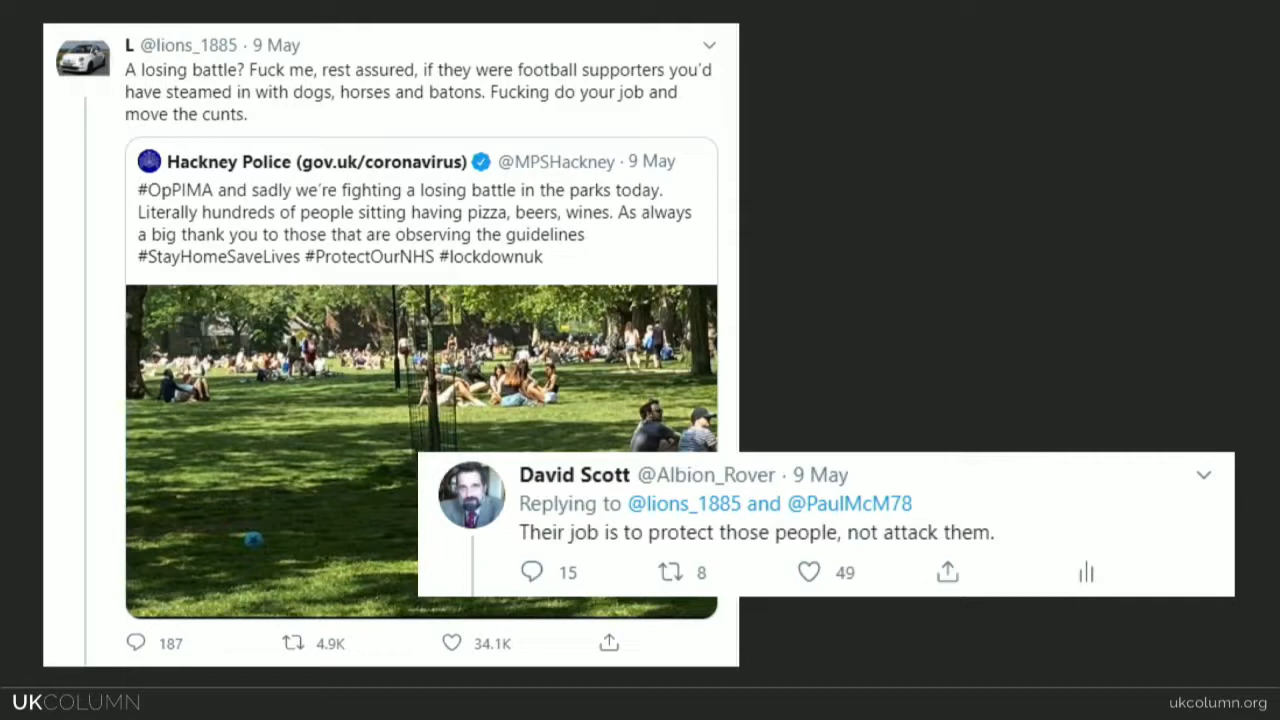 L @lions_1885 · 9 May
A losing battle? Fuck me, rest assured, if they were football supporters you'd
have steamed in with dogs, horses and batons. Fucking do your job and
move the cunts.
Hackney Police (gov.uk/coronavirus) @MPSHackney · 9 May
#OpPIMA and sadly we're fighting a losing battle in the parks today.
Literally hundreds of people sitting having pizza, beers, wines. As always
a big thank you to those that are observing the guidelines
#StayHomeSaveLives #ProtectOurNHS #lockdownuk
David Scott @Albion_Rover · 9 May
Replying to @lions_1885 and @PaulMcM78
Their job is to protect those people, not attack them.
15 8 49
187 4.9K 34.1K
UKCOLUMN
ukcolumn.org